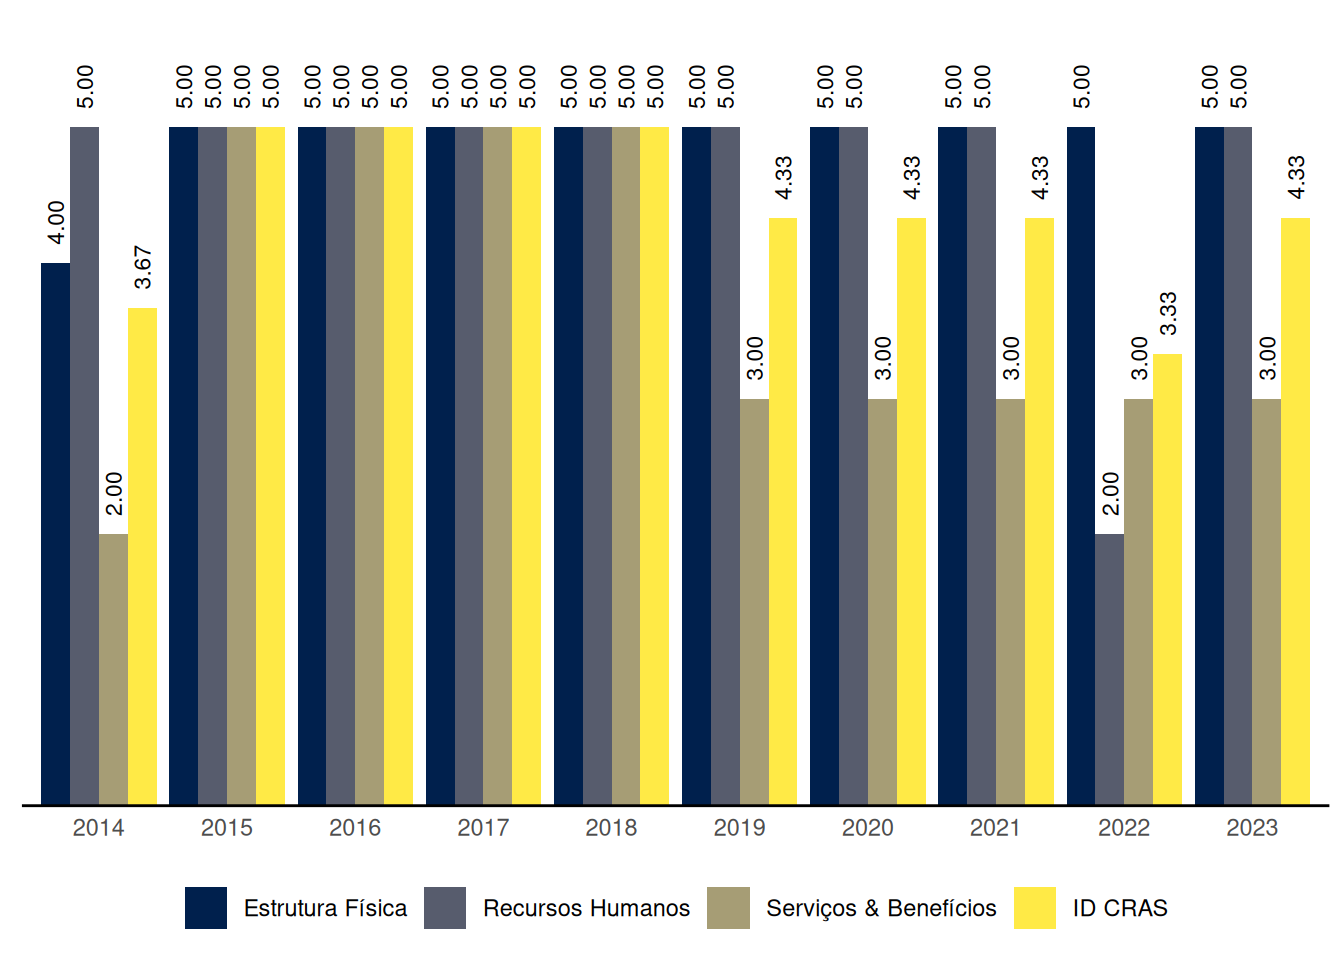 4.00 5.00 2.00 3.67 5.00 5.00 5.00 5.00 5.00 5.00 5.00 5.00 5.00 5.00 5.00 5.00 5.00 5.00 5.00 5.00 5.00 5.00 3.00 4.33 5.00 5.00 3.00 4.33 5.00 5.00 3.00 4.33 5.00 2.00 3.00 3.33 5.00 5.00 3.00 4.33
2014 2015 2016 2017 2018 2019 2020 2021 2022 2023
Estrutura Física Recursos Humanos Serviços & Benefícios ID CRAS